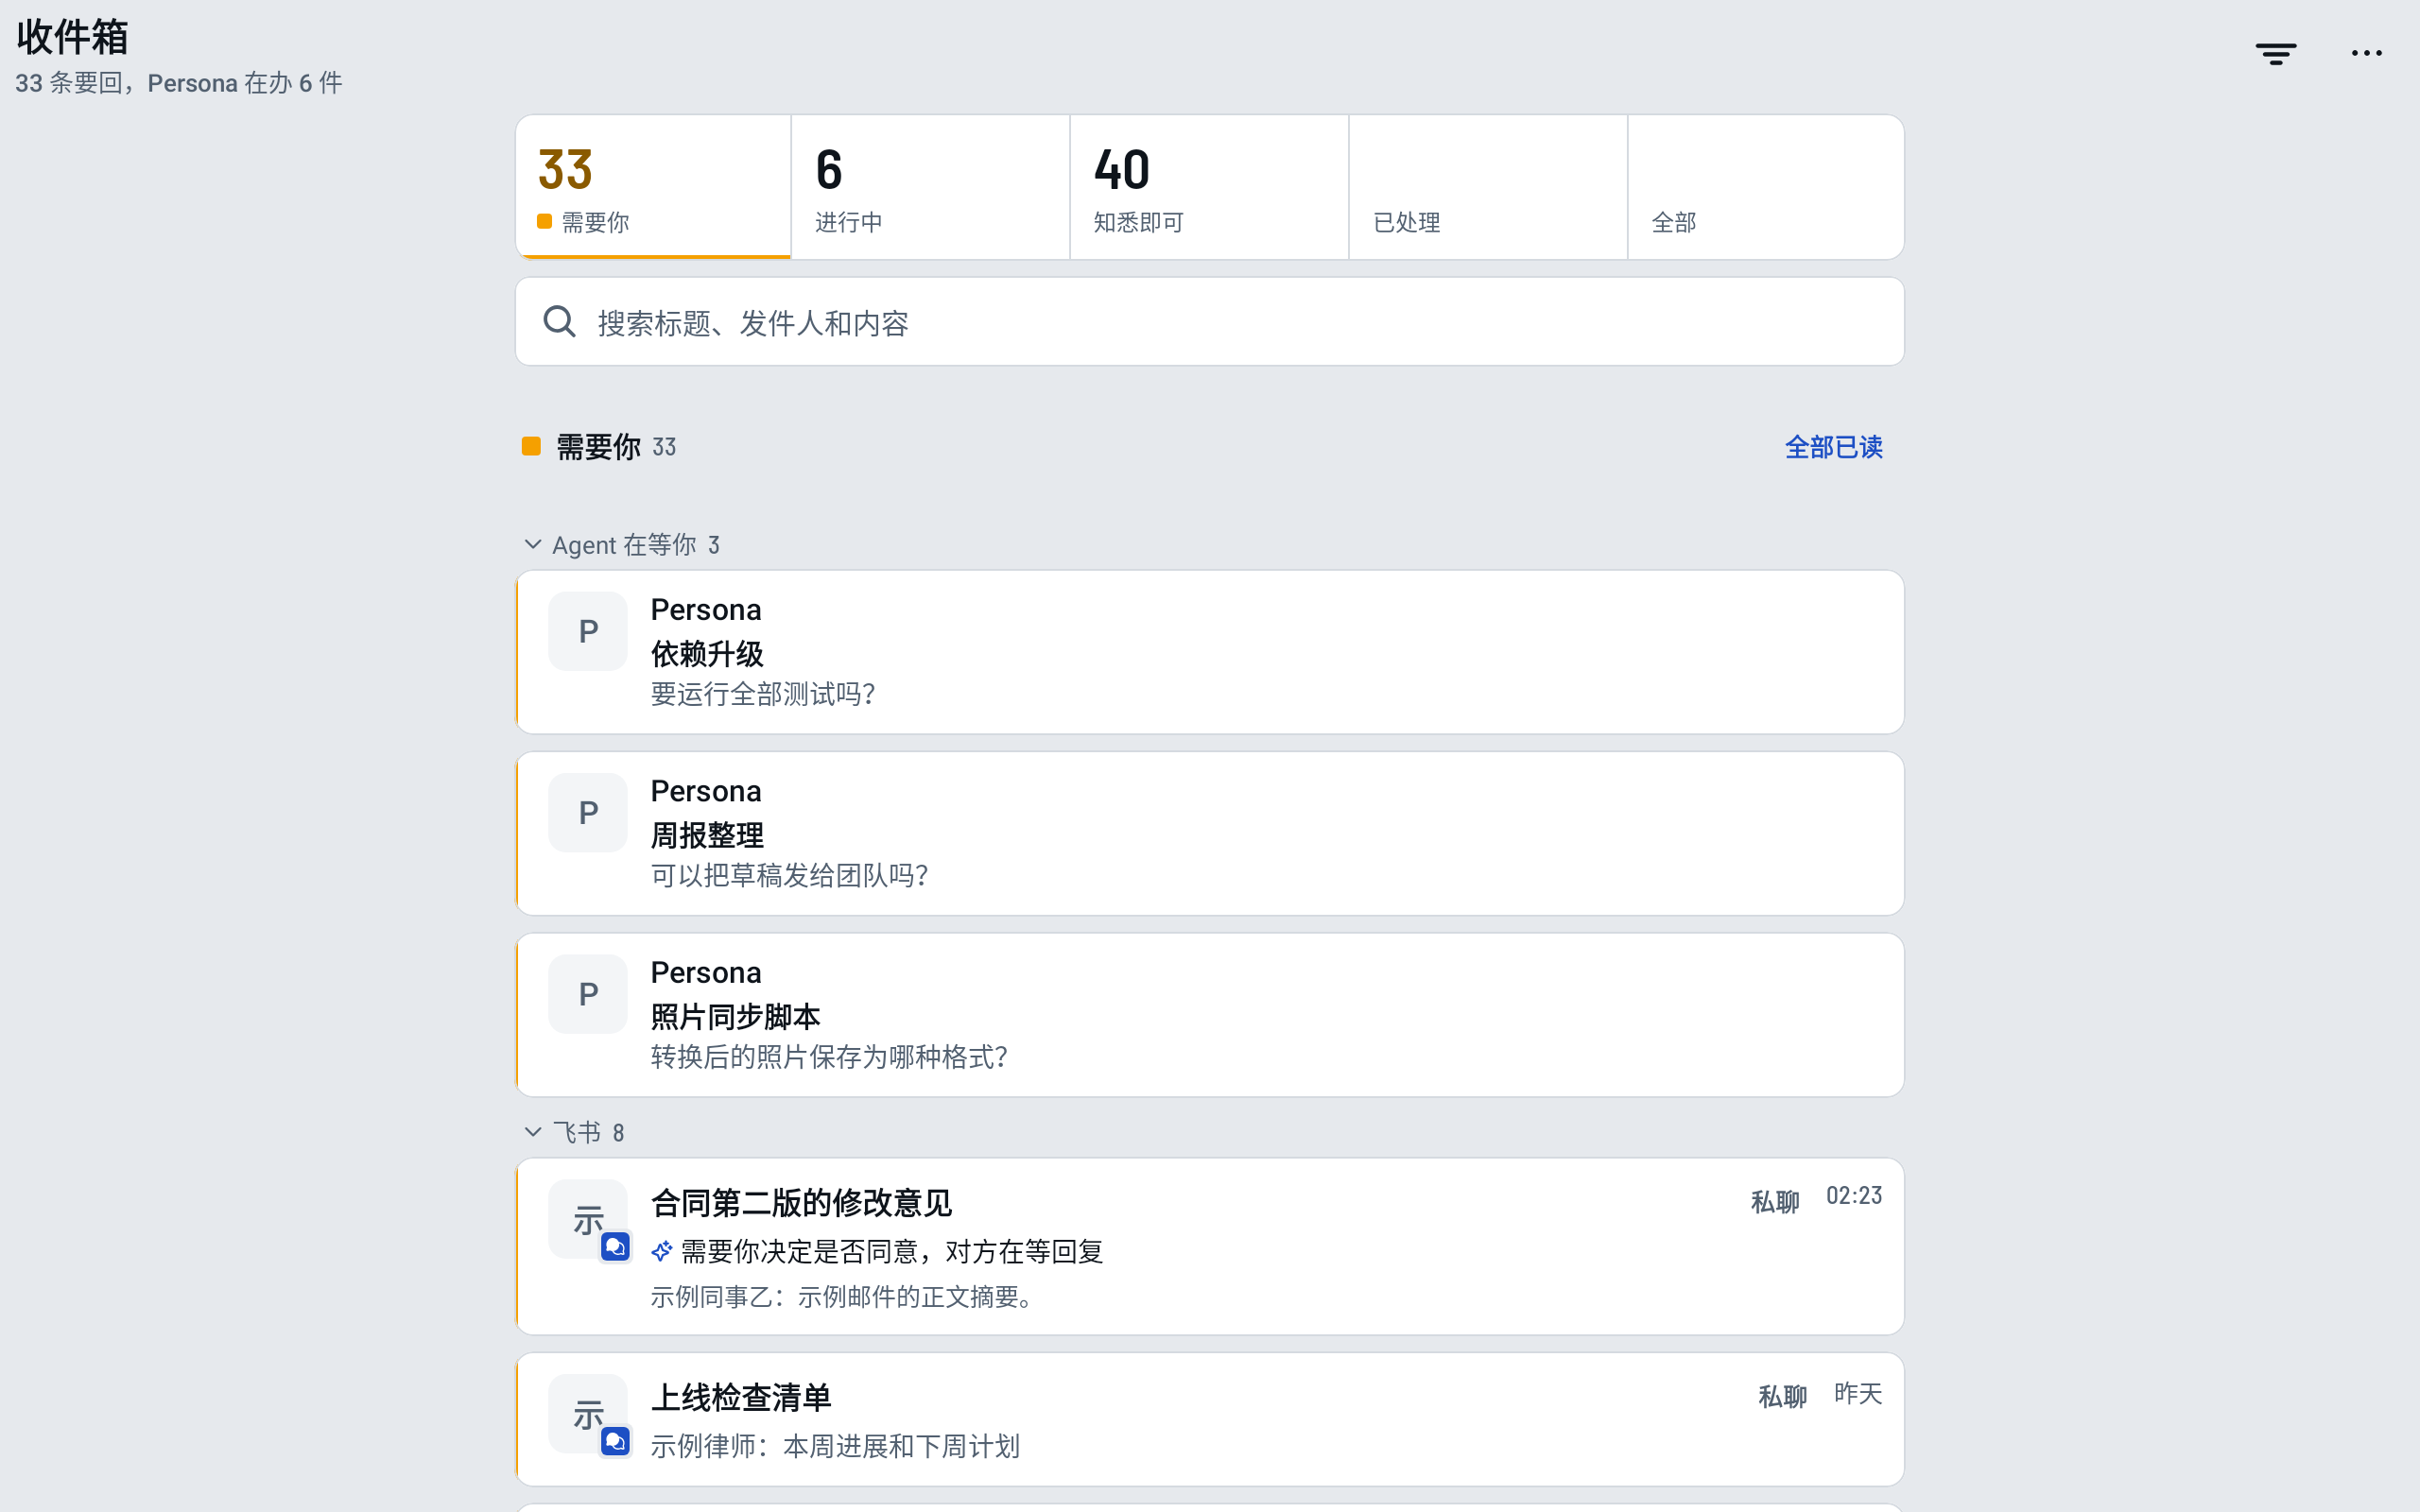 收件箱
33 条要回，Persona 在办 6 件
33
需要你
6
进行中
40
知悉即可
已处理
全部
搜索标题、发件人和内容
需要你 33
全部已读
Agent 在等你 3
P
Persona
依赖升级
要运行全部测试吗？
P
Persona
周报整理
可以把草稿发给团队吗？
P
Persona
照片同步脚本
转换后的照片保存为哪种格式？
飞书 8
示
合同第二版的修改意见
私聊 02:23
需要你决定是否同意，对方在等回复
示例同事乙：示例邮件的正文摘要。
示
上线检查清单
私聊 昨天
示例律师：本周进展和下周计划